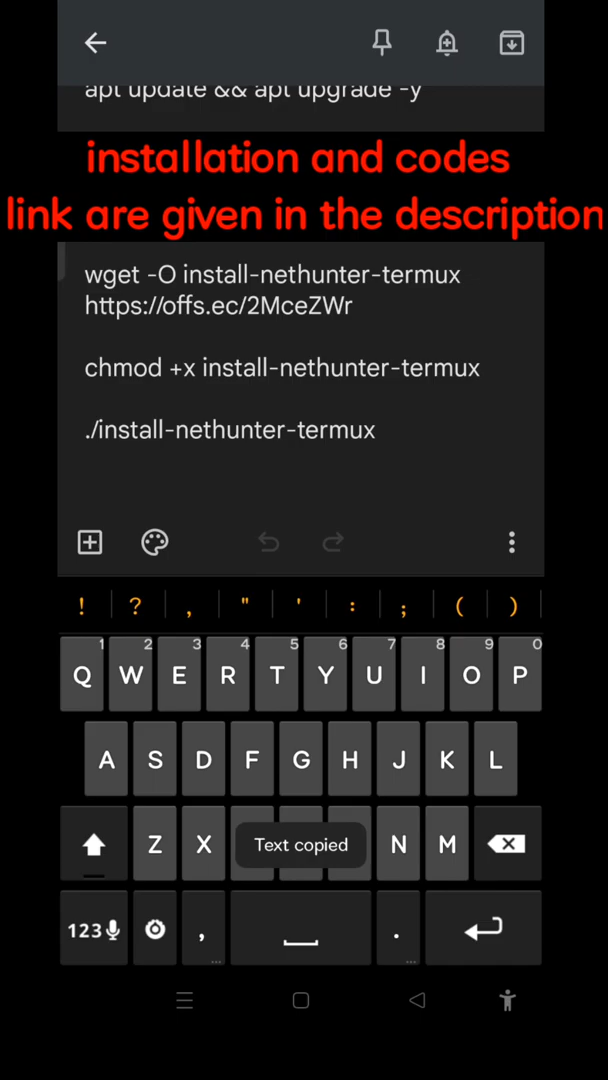 apt update && apt upgrade -y
installation and codes
link are given in the description
wget -O install-nethunter-termux
https://offs.ec/2MceZWr
chmod +x install-nethunter-termux
./install-nethunter-termux
! ? , " ' : ; ( )
1 2 3 4 5 6 7 8 9 0
Q W E R T Y U I O P
A S D F G H J K L
Z X N M
Text copied
123 , .